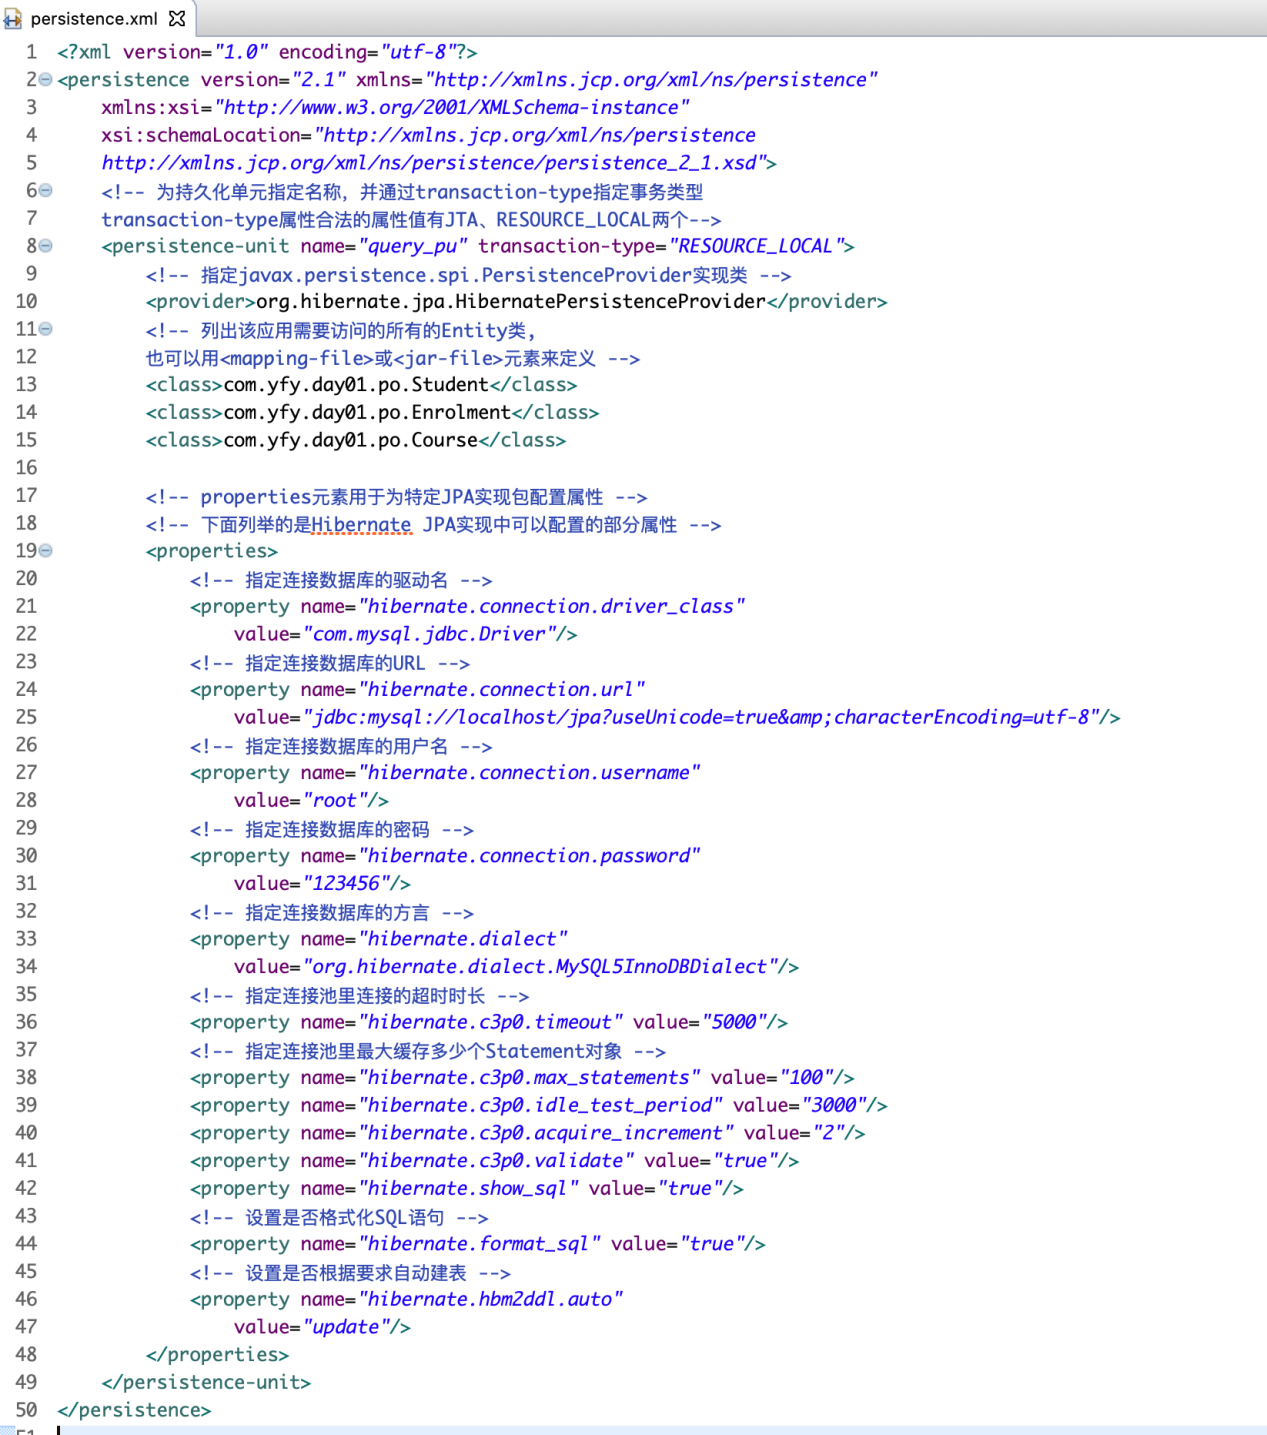 persistence.xml
1 <?xml version="1.0" encoding="utf-8"?>
2 <persistence version="2.1" xmlns="http://xmlns.jcp.org/xml/ns/persistence"
3 xmlns:xsi="http://www.w3.org/2001/XMLSchema-instance"
4 xsi:schemaLocation="http://xmlns.jcp.org/xml/ns/persistence
5 http://xmlns.jcp.org/xml/ns/persistence/persistence_2_1.xsd">
6 <!-- 为持久化单元指定名称，并通过transaction-type指定事务类型
7 transaction-type属性合法的属性值有JTA、RESOURCE_LOCAL两个-->
8 <persistence-unit name="query_pu" transaction-type="RESOURCE_LOCAL">
9 <!-- 指定javax.persistence.spi.PersistenceProvider实现类 -->
10 <provider>org.hibernate.jpa.HibernatePersistenceProvider</provider>
11 <!-- 列出该应用需要访问的所有的Entity类，
12 也可以用<mapping-file>或<jar-file>元素来定义 -->
13 <class>com.yfy.day01.po.Student</class>
14 <class>com.yfy.day01.po.Enrolment</class>
15 <class>com.yfy.day01.po.Course</class>
16
17 <!-- properties元素用于为特定JPA实现包配置属性 -->
18 <!-- 下面列举的是Hibernate JPA实现中可以配置的部分属性 -->
19 <properties>
20 <!-- 指定连接数据库的驱动名 -->
21 <property name="hibernate.connection.driver_class"
22 value="com.mysql.jdbc.Driver"/>
23 <!-- 指定连接数据库的URL -->
24 <property name="hibernate.connection.url"
25 value="jdbc:mysql://localhost/jpa?useUnicode=true&amp;characterEncoding=utf-8"/>
26 <!-- 指定连接数据库的用户名 -->
27 <property name="hibernate.connection.username"
28 value="root"/>
29 <!-- 指定连接数据库的密码 -->
30 <property name="hibernate.connection.password"
31 value="123456"/>
32 <!-- 指定连接数据库的方言 -->
33 <property name="hibernate.dialect"
34 value="org.hibernate.dialect.MySQL5InnoDBDialect"/>
35 <!-- 指定连接池里连接的超时时长 -->
36 <property name="hibernate.c3p0.timeout" value="5000"/>
37 <!-- 指定连接池里最大缓存多少个Statement对象 -->
38 <property name="hibernate.c3p0.max_statements" value="100"/>
39 <property name="hibernate.c3p0.idle_test_period" value="3000"/>
40 <property name="hibernate.c3p0.acquire_increment" value="2"/>
41 <property name="hibernate.c3p0.validate" value="true"/>
42 <property name="hibernate.show_sql" value="true"/>
43 <!-- 设置是否格式化SQL语句 -->
44 <property name="hibernate.format_sql" value="true"/>
45 <!-- 设置是否根据要求自动建表 -->
46 <property name="hibernate.hbm2ddl.auto"
47 value="update"/>
48 </properties>
49 </persistence-unit>
50 </persistence>
51